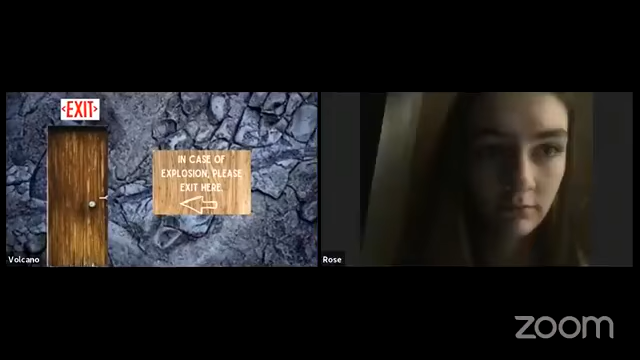 <EXIT>
IN CASE OF
EXPLOSION, PLEASE
EXIT HERE.
Volcano
Rose
zoom